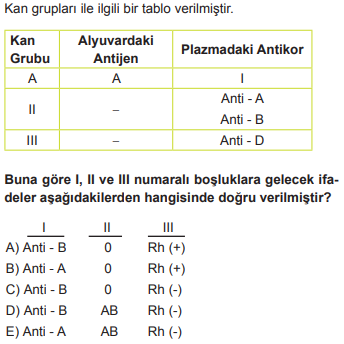 Kan grupları ile ilgili bir tablo verilmiştir.
Kan Grubu | Alyuvardaki Antijen | Plazmadaki Antikor
A | A | I
II | – | Anti - A
Anti - B
III | – | Anti - D
Buna göre I, II ve III numaralı boşluklara gelecek ifa-
deler aşağıdakilerden hangisinde doğru verilmiştir?
I II III
A) Anti - B 0 Rh (+)
B) Anti - A 0 Rh (+)
C) Anti - B 0 Rh (-)
D) Anti - B AB Rh (-)
E) Anti - A AB Rh (-)